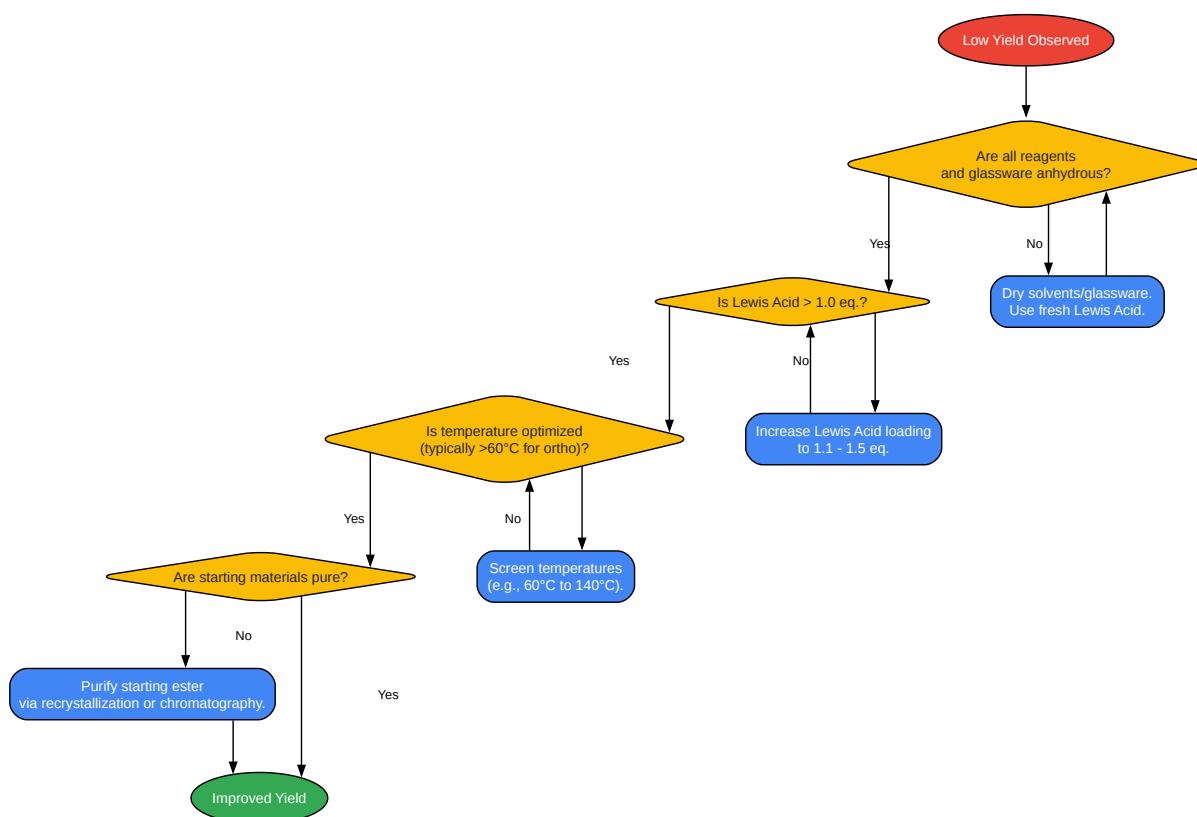 Low Yield Observed
Are all reagents
and glassware anhydrous?
Yes
No
Dry solvents/glassware.
Use fresh Lewis Acid.
Is Lewis Acid > 1.0 eq.?
Yes
No
Increase Lewis Acid loading
to 1.1 - 1.5 eq.
Is temperature optimized
(typically >60°C for ortho)?
Yes
No
Screen temperatures
(e.g., 60°C to 140°C).
Are starting materials pure?
No
Yes
Purify starting ester
via recrystallization or chromatography.
Improved Yield